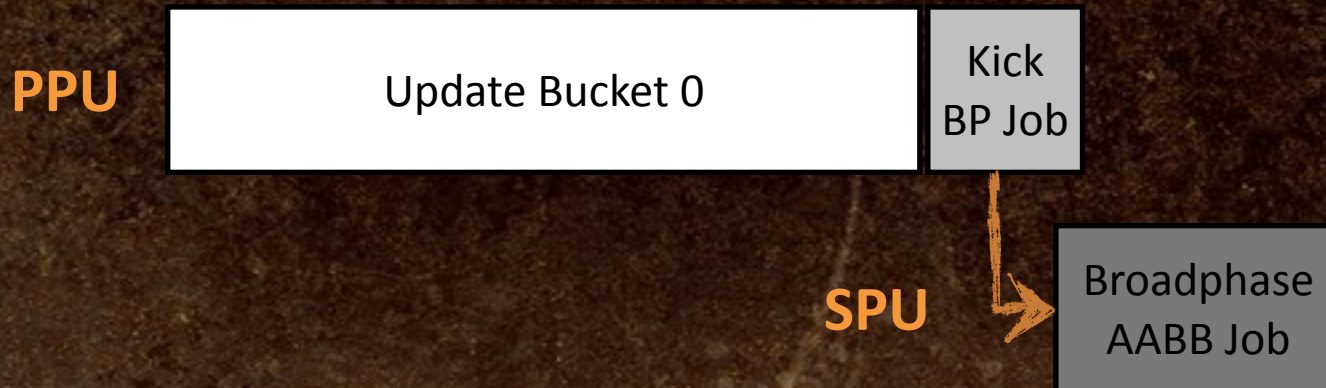 PPU
Update Bucket 0
Kick
BP Job
SPU
Broadphase
AABB Job